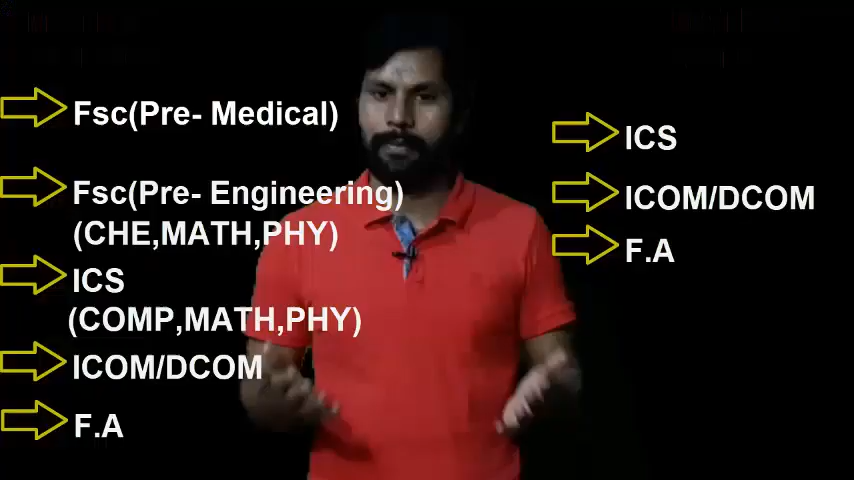 Fsc(Pre- Medical)
Fsc(Pre- Engineering)
(CHE,MATH,PHY)
ICS
(COMP,MATH,PHY)
ICOM/DCOM
F.A
ICS
ICOM/DCOM
F.A